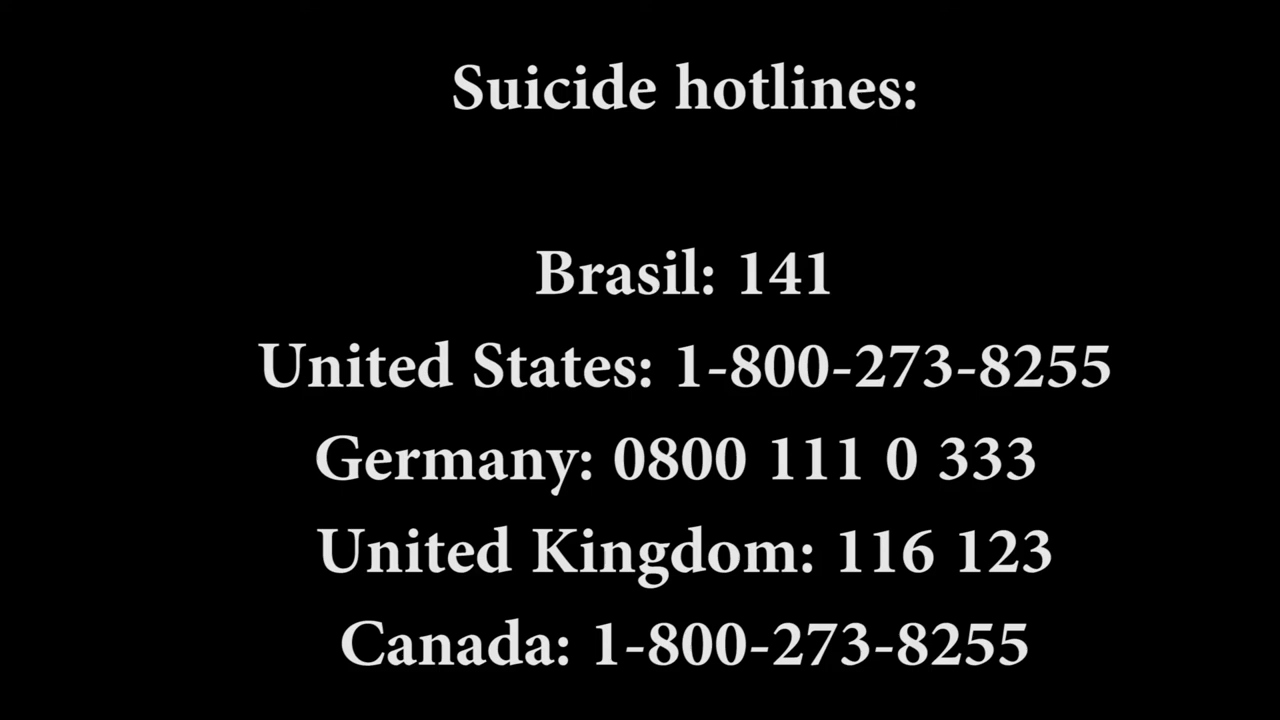 Suicide hotlines:
Brasil: 141
United States: 1-800-273-8255
Germany: 0800 111 0 333
United Kingdom: 116 123
Canada: 1-800-273-8255